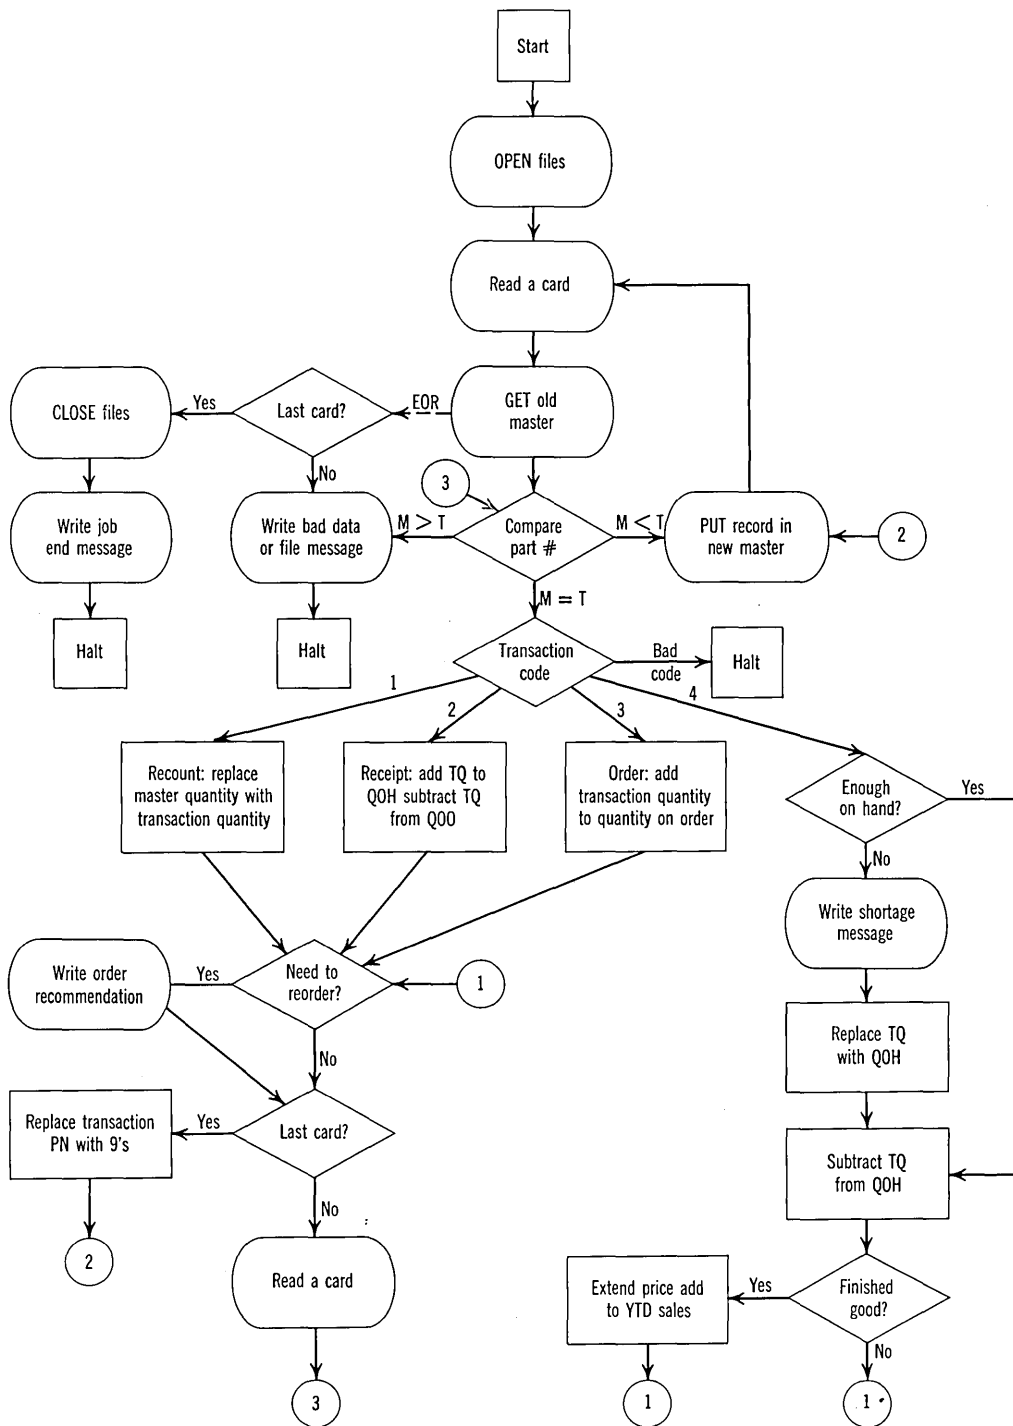 Start
OPEN files
Read a card
GET old
master
EOR
Last card?
Yes
CLOSE files
No
3
Write job
end message
Write bad data
or file message
M > T
Compare
part #
M < T
PUT record in
new master
2
M = T
Halt
Halt
Transaction
code
Bad
code
Halt
1
2
3
4
Recount: replace
master quantity with
transaction quantity
Receipt: add TQ to
QOH subtract TQ
from QOO
Order: add
transaction quantity
to quantity on order
Enough
on hand?
Yes
No
Write shortage
message
Write order
recommendation
Yes
Need to
reorder?
1
No
Replace TQ
with QOH
Replace transaction
PN with 9's
Yes
Last card?
Subtract TQ
from QOH
No
2
Read a card
Extend price add
to YTD sales
Yes
Finished
good?
No
3
1
1